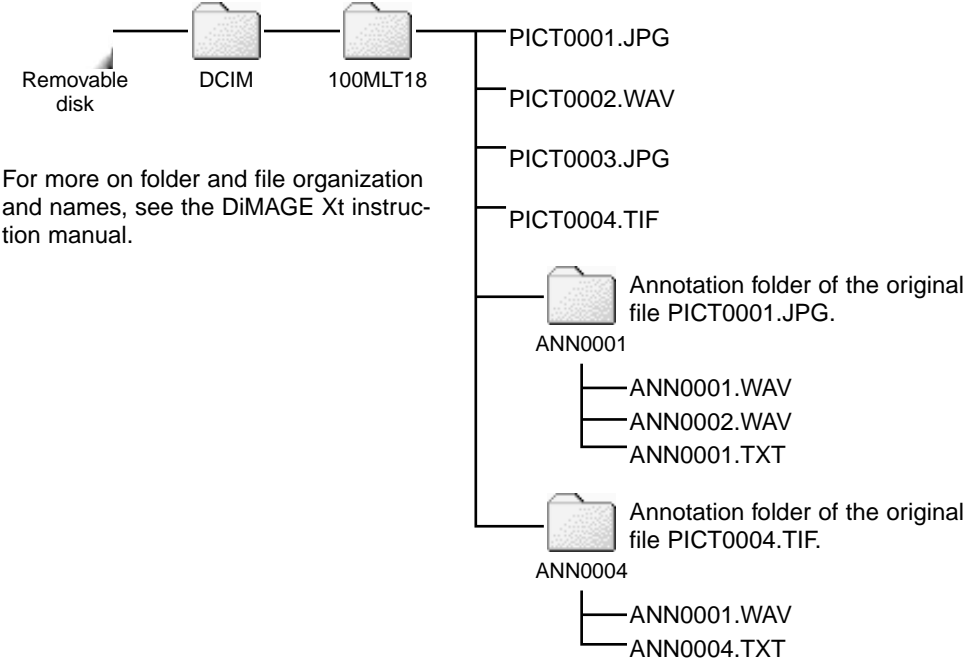 Removable
disk
DCIM
100MLT18
PICT0001.JPG
PICT0002.WAV
PICT0003.JPG
PICT0004.TIF
For more on folder and file organization
and names, see the DiMAGE Xt instruc-
tion manual.
Annotation folder of the original
file PICT0001.JPG.
ANN0001
ANN0001.WAV
ANN0002.WAV
ANN0001.TXT
Annotation folder of the original
file PICT0004.TIF.
ANN0004
ANN0001.WAV
ANN0004.TXT